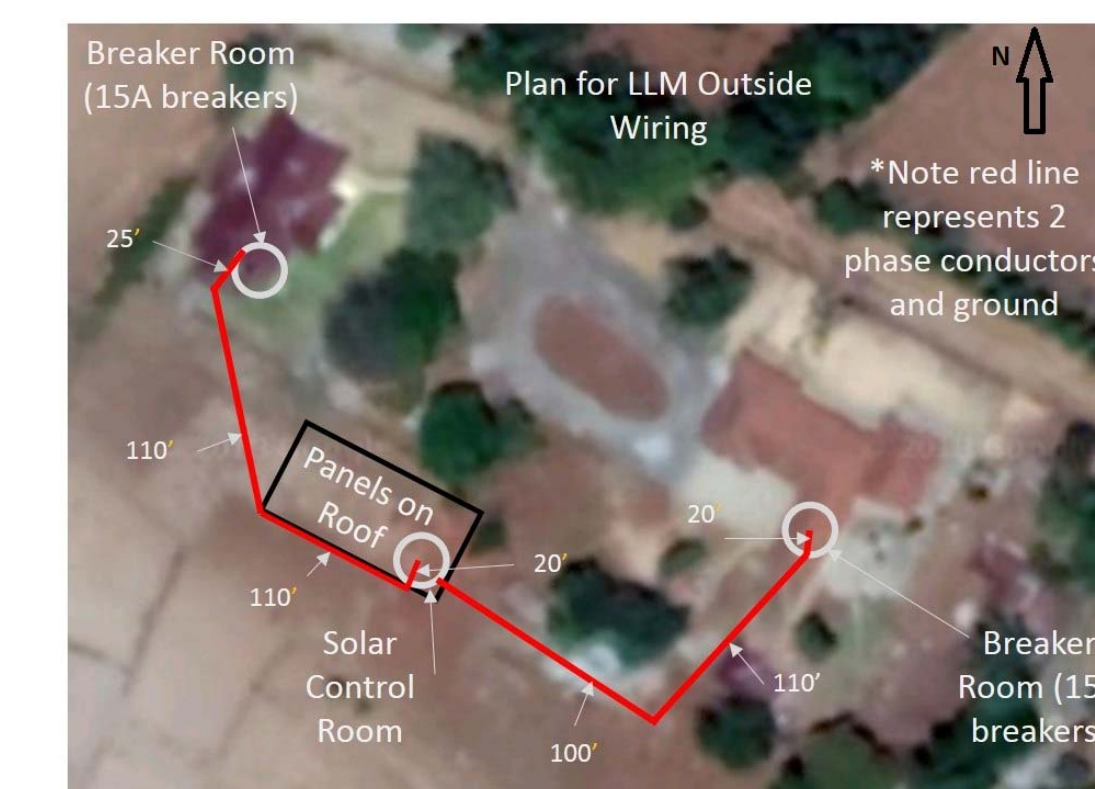 Breaker Room
(15A breakers)
Plan for LLM Outside
Wiring
N
*Note red line
represents 2
phase conductors
and ground
25'
110'
Panels on
Roof
110'
20'
20'
Solar
Control
Room
100'
110'
Breaker
Room (15
breakers